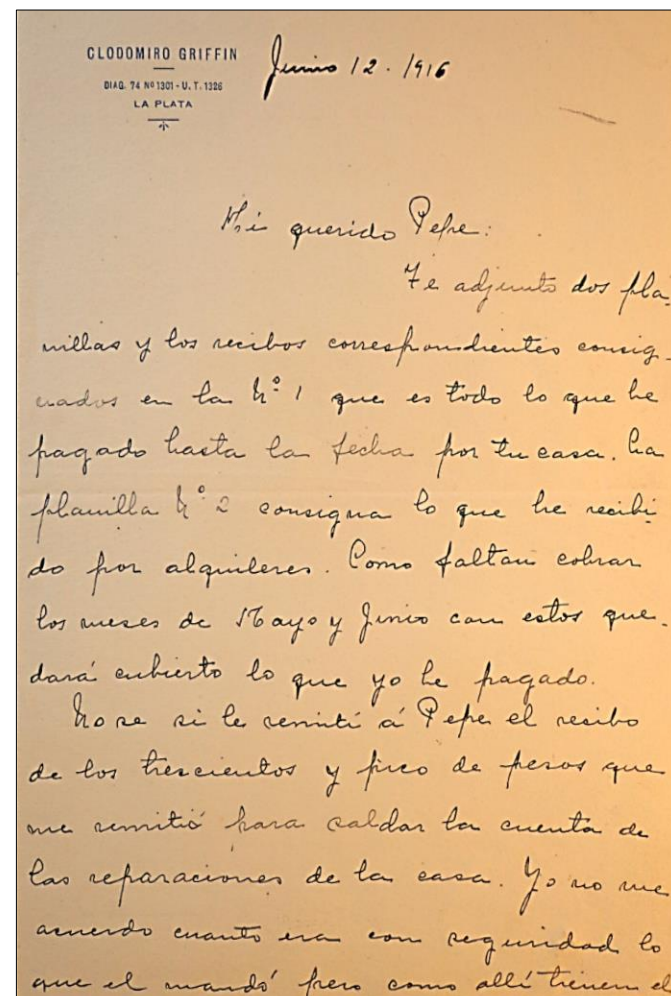 CLODOMIRO GRIFFIN
DIAG. 74 Nº 1301 - U. T. 1326
LA PLATA
Junio 12 - 1916
Mi querido Pepe:
Te adjunto dos pla-
nillas y los recibos correspondientes consig-
nados en la Nº 1 que es todo lo que he
pagado hasta la fecha por tu casa. La
planilla Nº 2 consigna lo que he recibi-
do por alquileres. Como faltan cobrar
los meses de Mayo y Junio con estos que-
dará cubierto lo que yo he pagado.
No se si le remití á Pepe el recibo
de los trescientos y pico de pesos que
me remitió para saldar la cuenta de
las reparaciones de la casa. Yo no me
acuerdo cuanto era con seguridad lo
que el mandó pero como allí tienen el